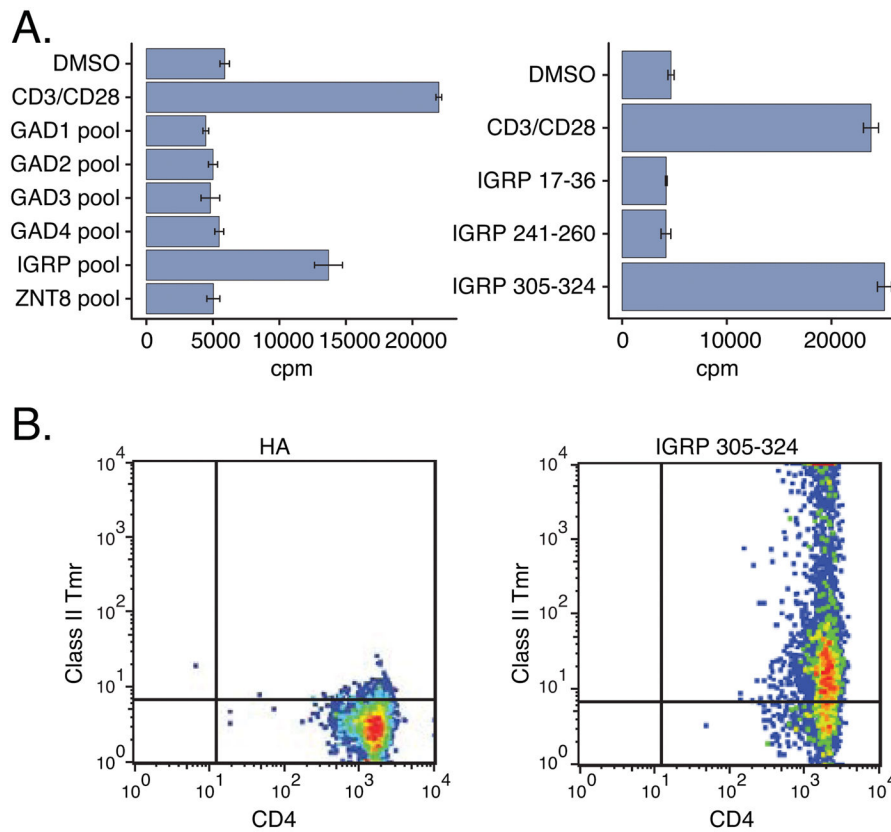 A.
DMSO
CD3/CD28
GAD1 pool
GAD2 pool
GAD3 pool
GAD4 pool
IGRP pool
ZNT8 pool
0 5000 10000 15000 20000
cpm
DMSO
CD3/CD28
IGRP 17-36
IGRP 241-260
IGRP 305-324
0 10000 20000
cpm
B.
HA
10^4
10^3
10^2
10^1
10^0
Class II Tmr
10^0 10^1 10^2 10^3 10^4
CD4
IGRP 305-324
10^4
10^3
10^2
10^1
10^0
Class II Tmr
10^0 10^1 10^2 10^3 10^4
CD4